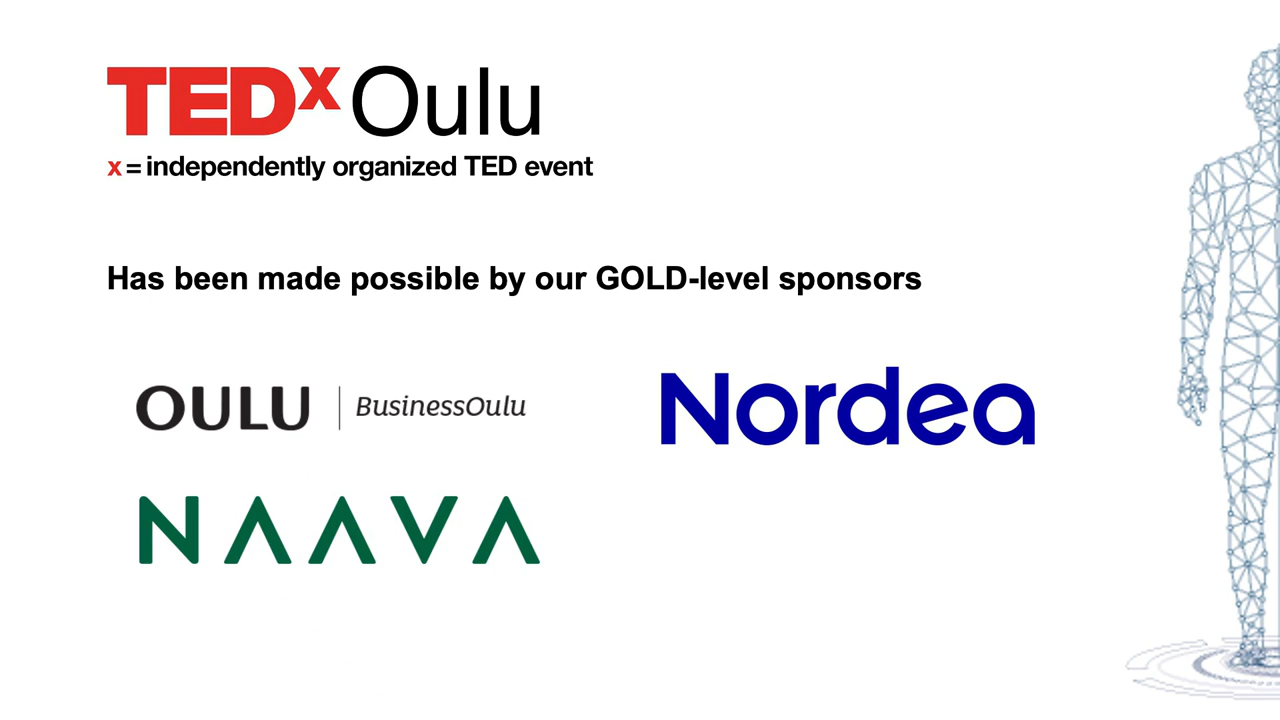 TEDx Oulu
x = independently organized TED event
Has been made possible by our GOLD-level sponsors
OULU | BusinessOulu
Nordea
NAAVA